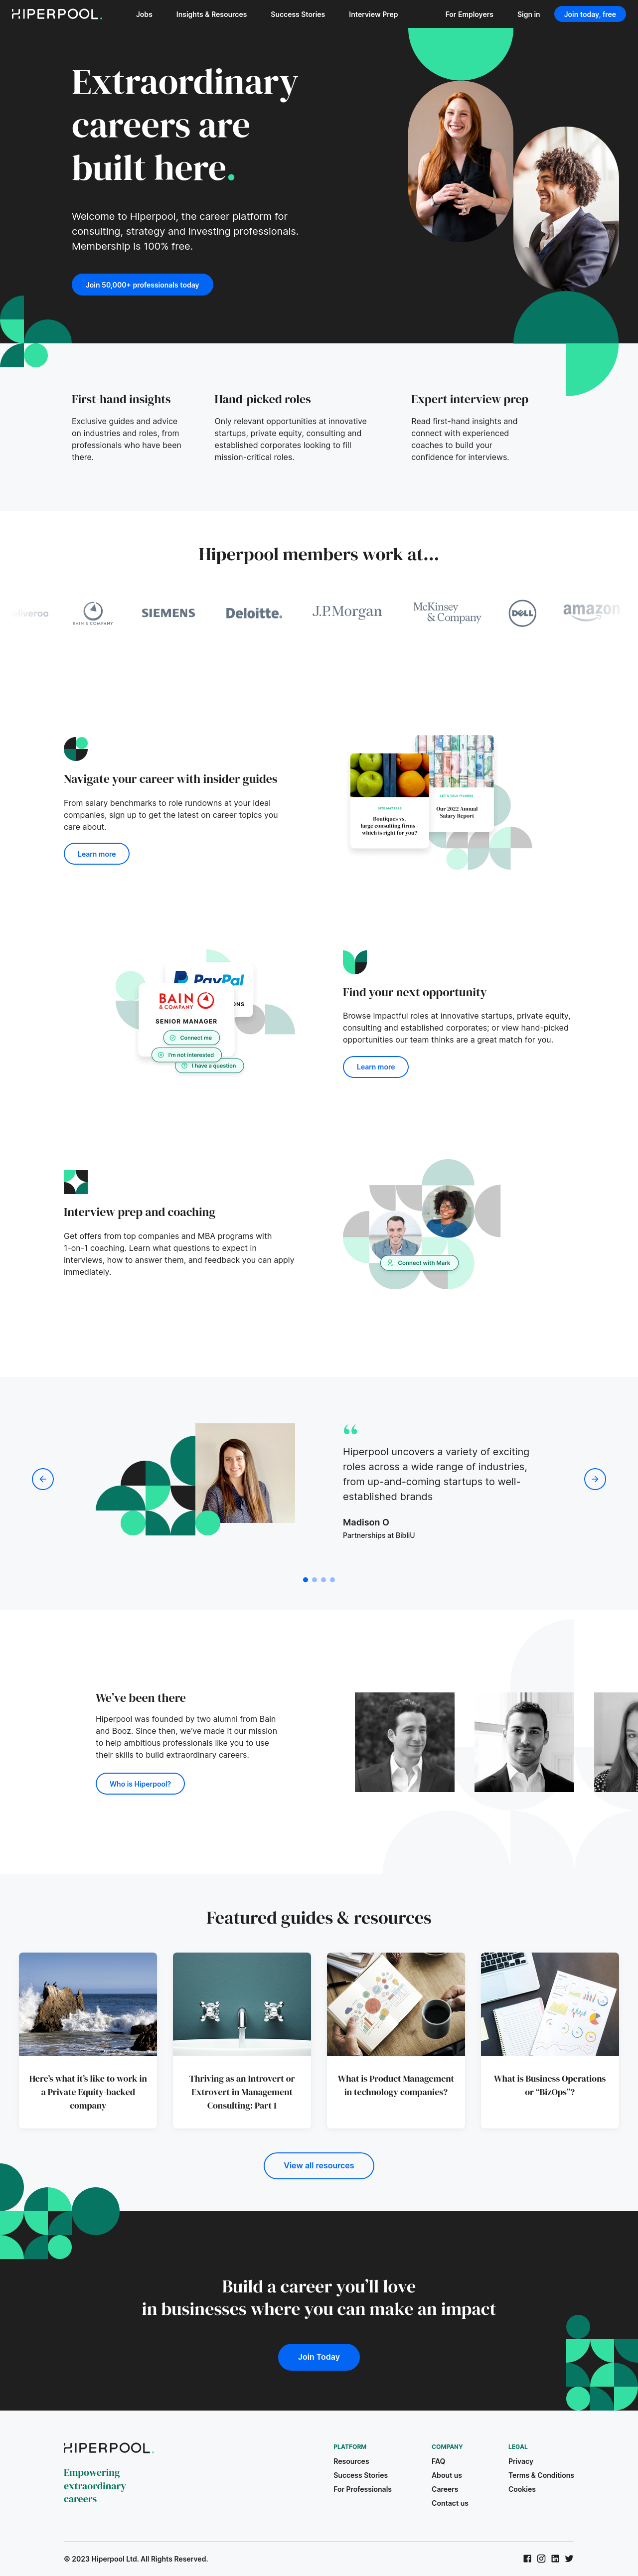 HIPERPOOL.
Jobs
Insights & Resources
Success Stories
Interview Prep
For Employers
Sign in
Join today, free
Extraordinary
careers are
built here.
Welcome to Hiperpool, the career platform for
consulting, strategy and investing professionals.
Membership is 100% free.
Join 50,000+ professionals today
First-hand insights
Exclusive guides and advice
on industries and roles, from
professionals who have been
there.
Hand-picked roles
Only relevant opportunities at innovative
startups, private equity, consulting and
established corporates looking to fill
mission-critical roles.
Expert interview prep
Read first-hand insights and
connect with experienced
coaches to build your
confidence for interviews.
Hiperpool members work at...
liveroo
BAIN & COMPANY
SIEMENS
Deloitte.
J.P.Morgan
McKinsey
& Company
DELL
amazon
Navigate your career with insider guides
From salary benchmarks to role rundowns at your ideal
companies, sign up to get the latest on career topics you
care about.
Learn more
SIZE MATTERS
Boutiques vs.
large consulting firms -
which is right for you?
LET'S TALK FIGURES
Our 2022 Annual
Salary Report
PayPal
BAIN
& COMPANY
ONS
SENIOR MANAGER
Connect me
I'm not interested
I have a question
Find your next opportunity
Browse impactful roles at innovative startups, private equity,
consulting and established corporates; or view hand-picked
opportunities our team thinks are a great match for you.
Learn more
Interview prep and coaching
Get offers from top companies and MBA programs with
1-on-1 coaching. Learn what questions to expect in
interviews, how to answer them, and feedback you can apply
immediately.
Connect with Mark
“
Hiperpool uncovers a variety of exciting
roles across a wide range of industries,
from up-and-coming startups to well-
established brands
Madison O
Partnerships at BibliU
We’ve been there
Hiperpool was founded by two alumni from Bain
and Booz. Since then, we’ve made it our mission
to help ambitious professionals like you to use
their skills to build extraordinary careers.
Who is Hiperpool?
Featured guides & resources
Here’s what it’s like to work in
a Private Equity-backed
company
Thriving as an Introvert or
Extrovert in Management
Consulting: Part 1
What is Product Management
in technology companies?
What is Business Operations
or “BizOps”?
View all resources
Build a career you’ll love
in businesses where you can make an impact
Join Today
HIPERPOOL.
Empowering
extraordinary
careers
PLATFORM
Resources
Success Stories
For Professionals
COMPANY
FAQ
About us
Careers
Contact us
LEGAL
Privacy
Terms & Conditions
Cookies
© 2023 Hiperpool Ltd. All Rights Reserved.